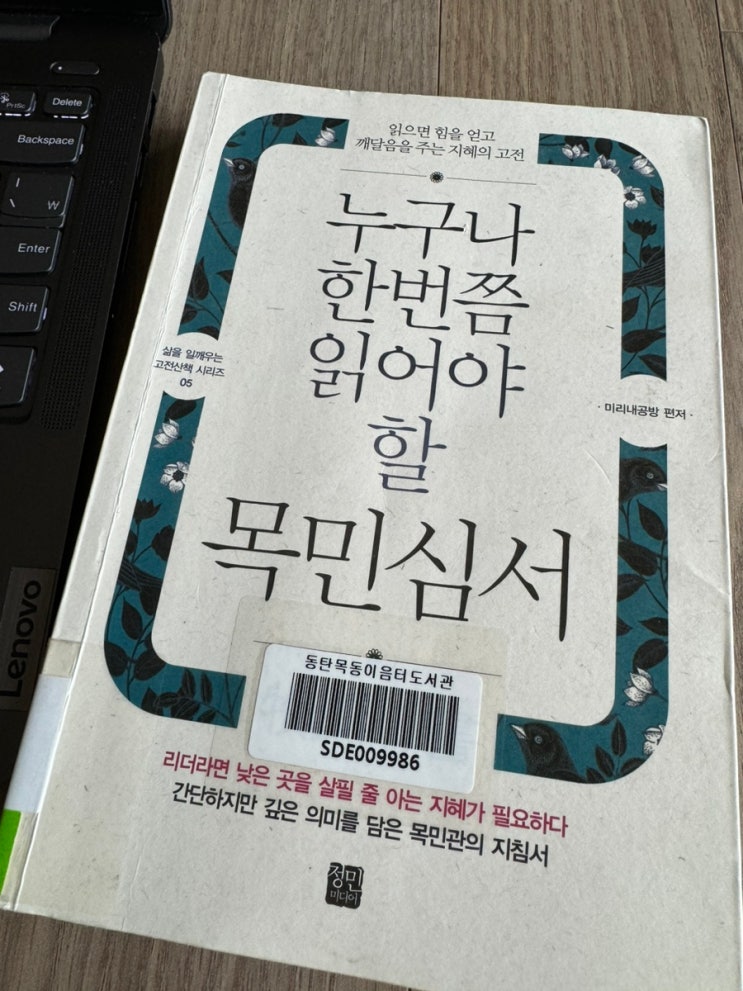 PrtSc
Delete
Backspace
\
₩
Enter
Shift
Lenovo
읽으면 힘을 얻고
깨달음을 주는 지혜의 고전
누구나
한번쯤
읽어야
할
목민심서
삶을 일깨우는
고전산책 시리즈
05
· 미리내공방 편저 ·
동탄목동이음터도서관
SDE009986
리더라면 낮은 곳을 살필 줄 아는 지혜가 필요하다
간단하지만 깊은 의미를 담은 목민관의 지침서
정민
미디어